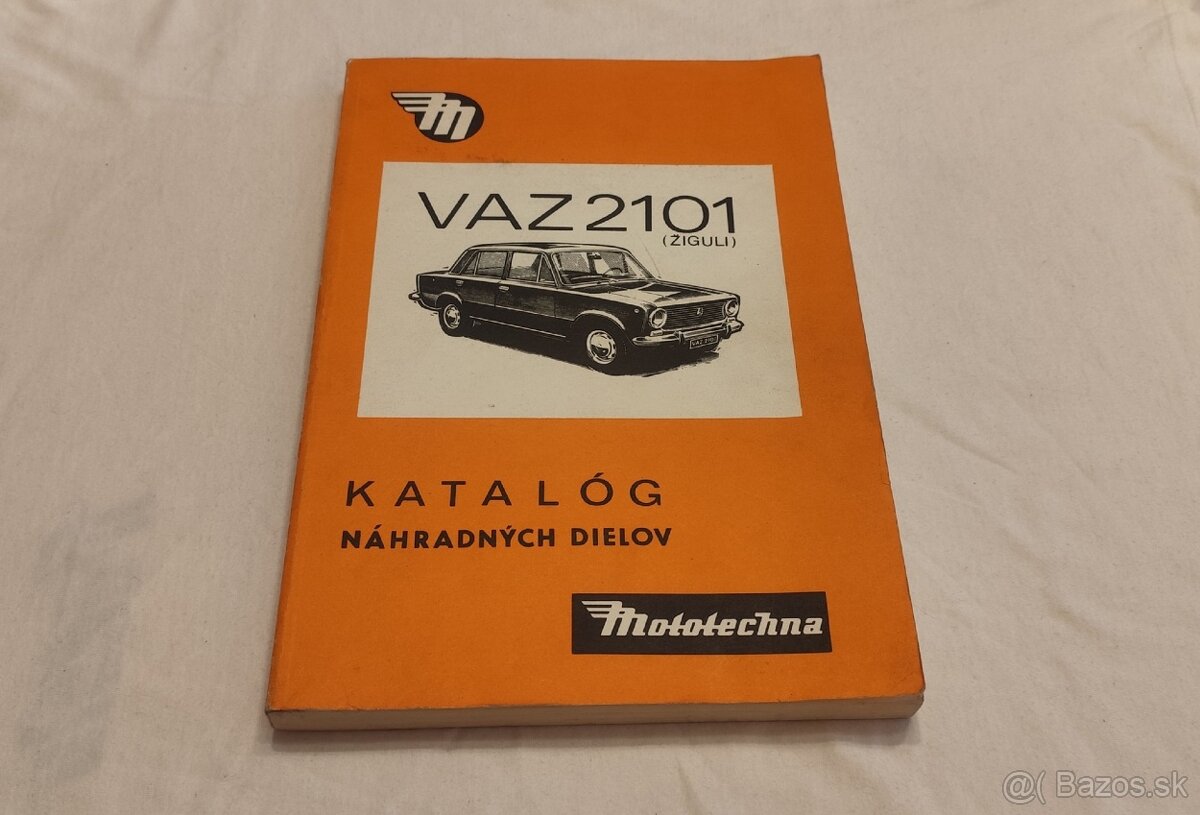 M
VAZ 2101
(ŽIGULI)
VAZ 2101
KATALÓG
NÁHRADNÝCH DIELOV
Mototechna
@( Bazos.sk